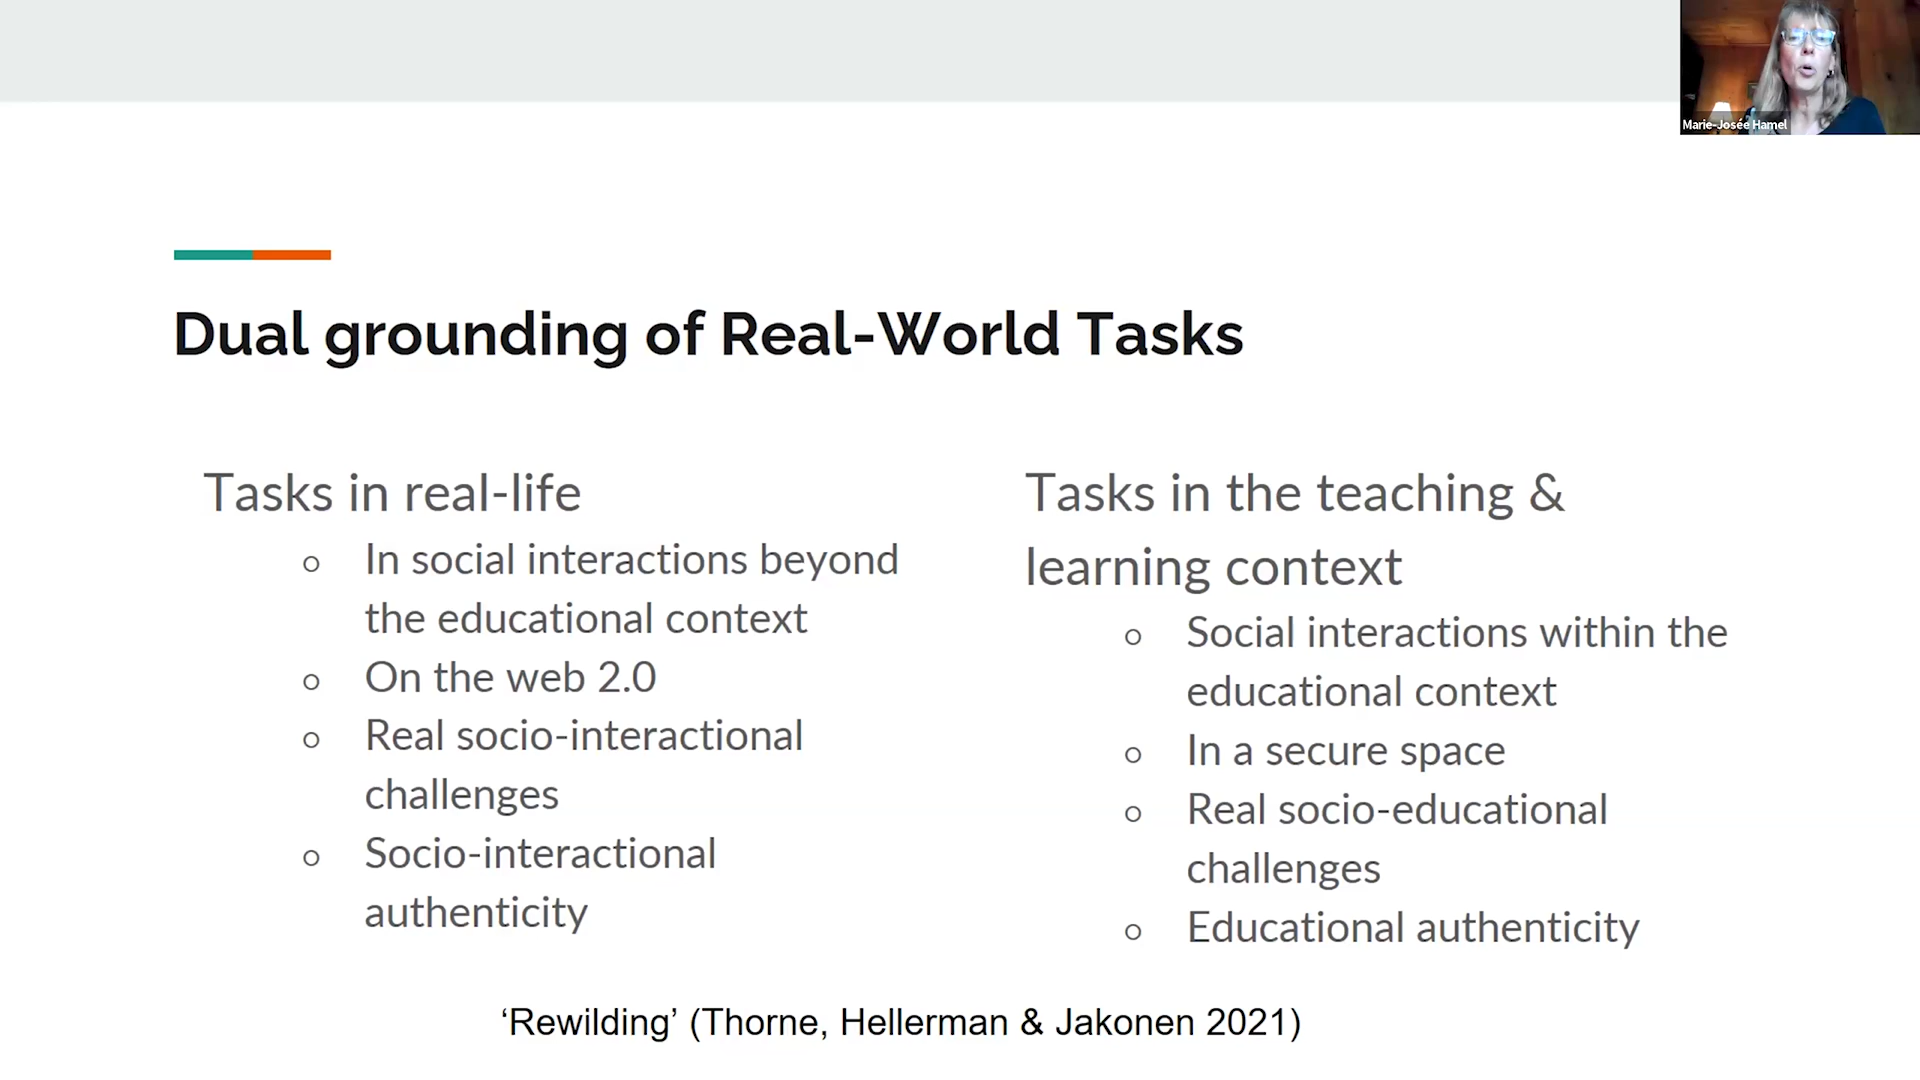 Marie-Josée Hamel
Dual grounding of Real-World Tasks
Tasks in real-life
○ In social interactions beyond
the educational context
○ On the web 2.0
○ Real socio-interactional
challenges
○ Socio-interactional
authenticity
Tasks in the teaching &
learning context
○ Social interactions within the
educational context
○ In a secure space
○ Real socio-educational
challenges
○ Educational authenticity
‘Rewilding’ (Thorne, Hellerman & Jakonen 2021)